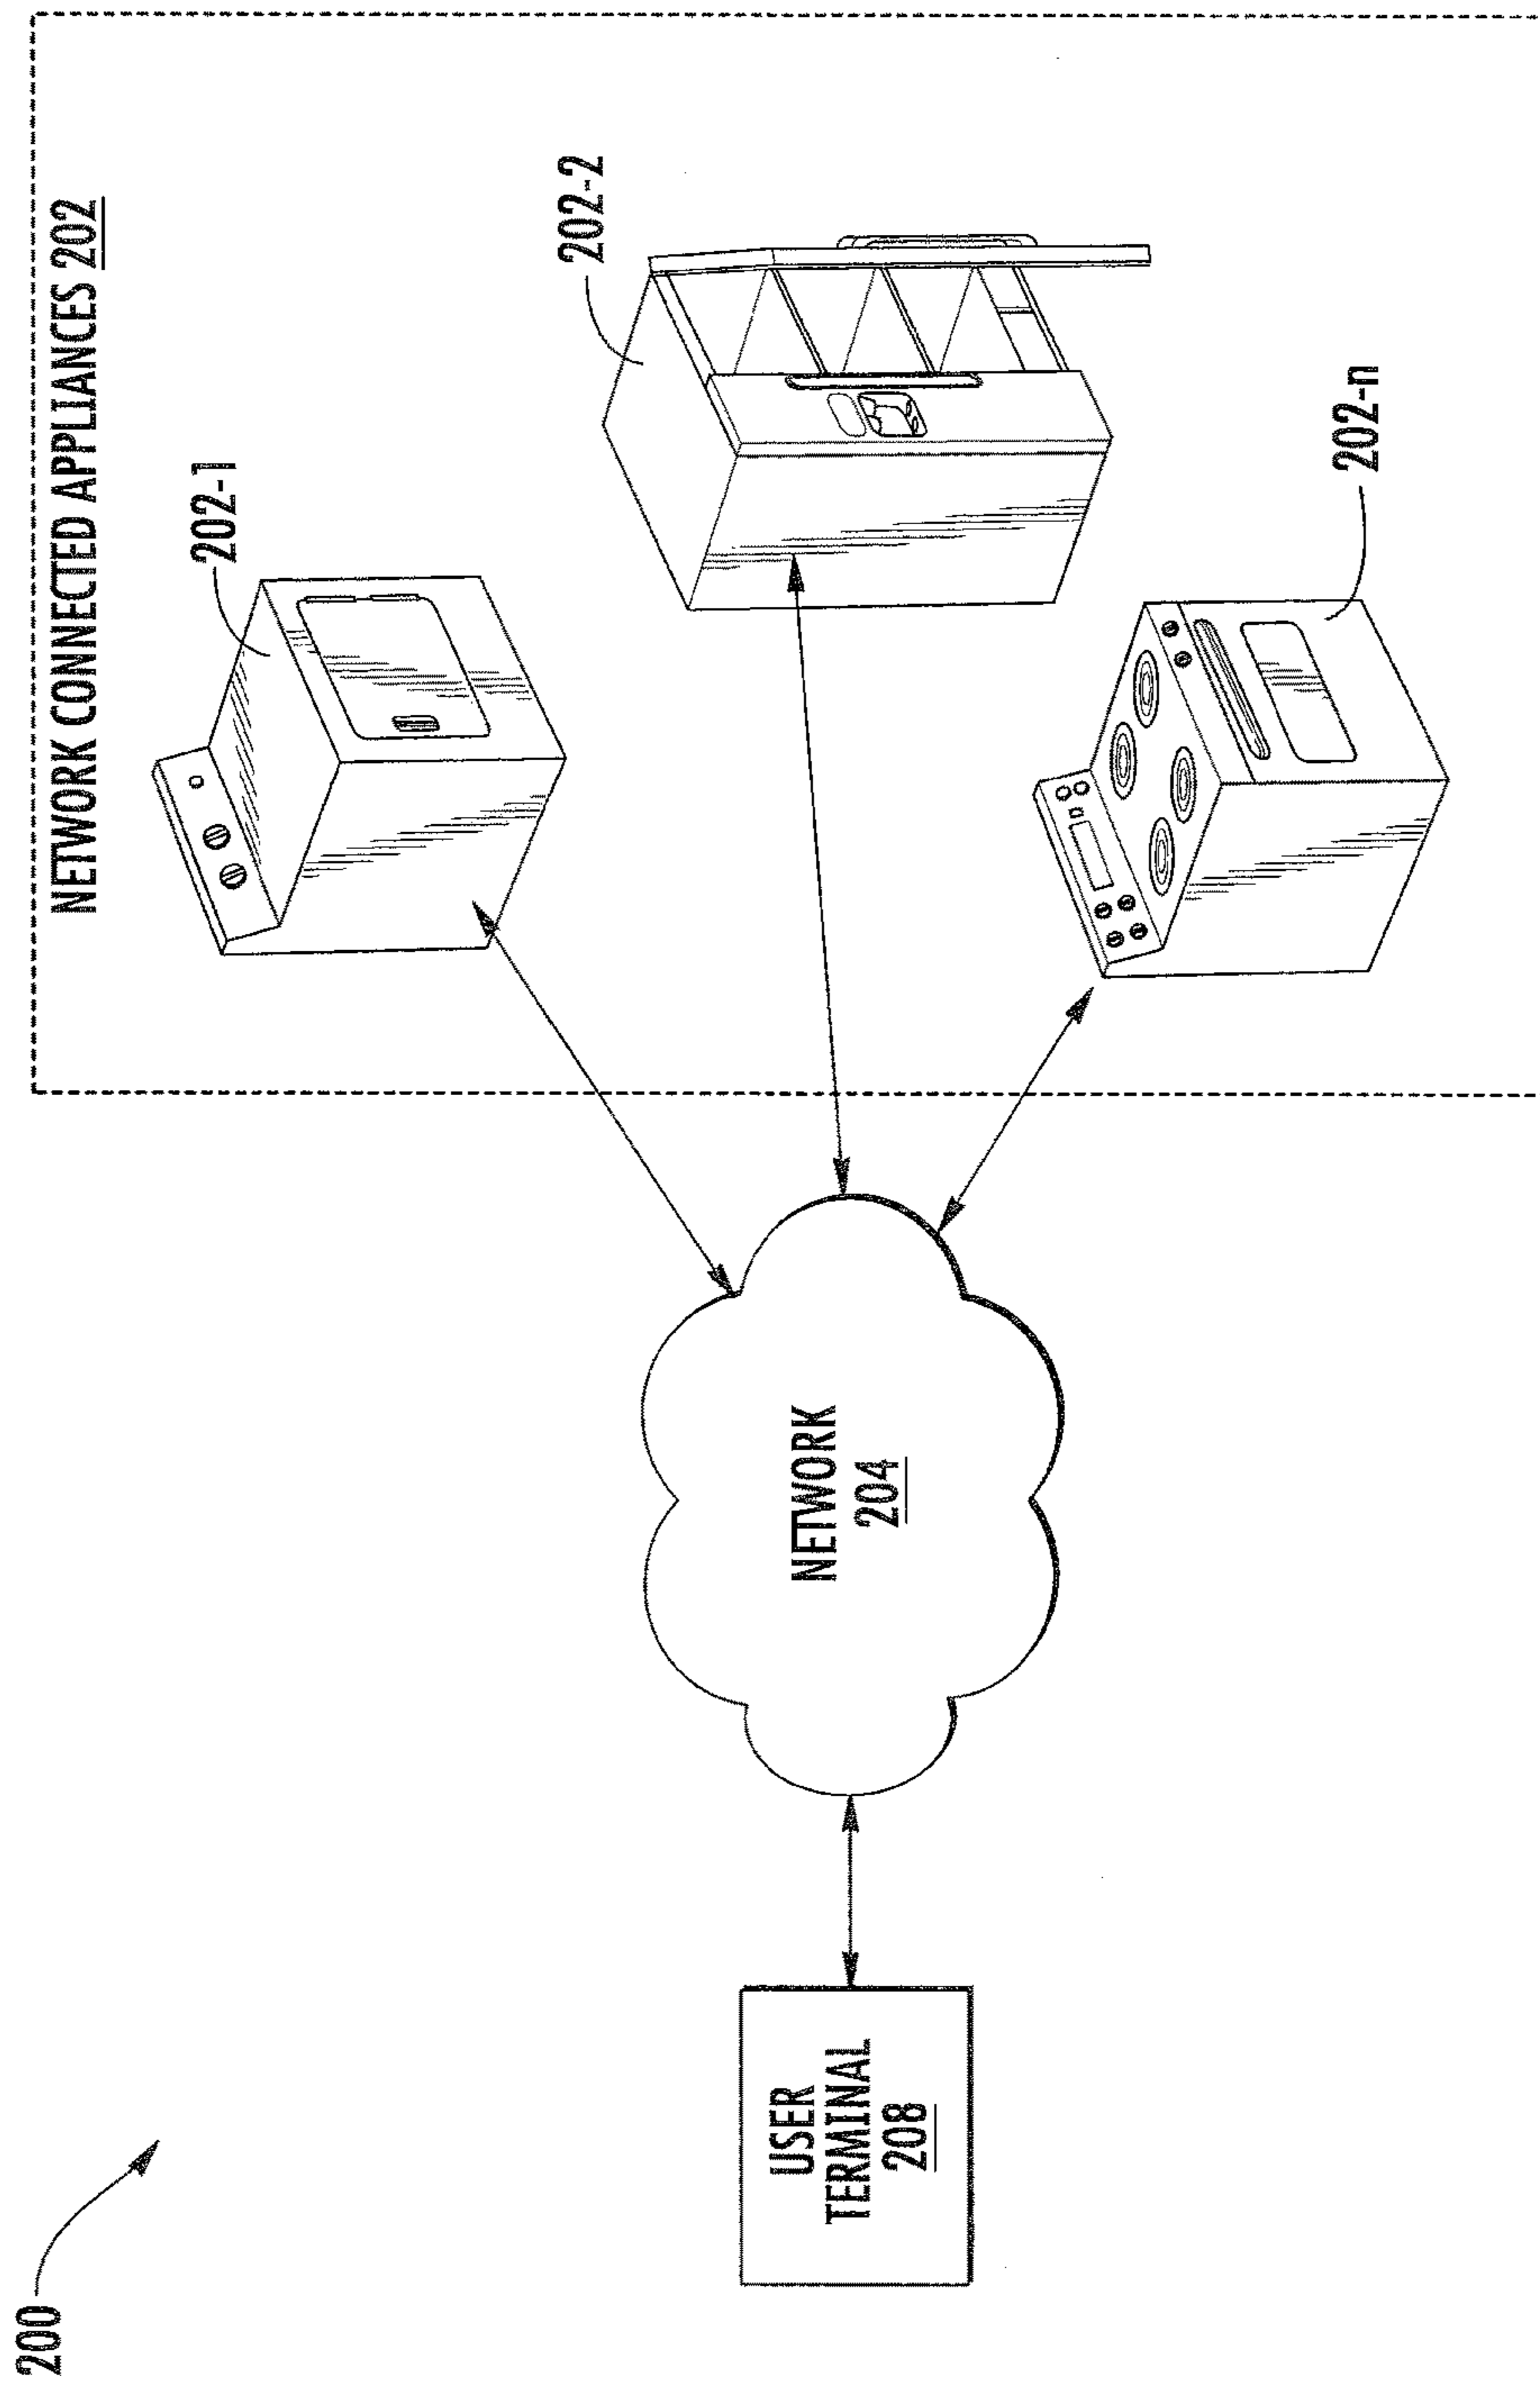 200
NETWORK CONNECTED APPLIANCES 202
202-1
202-2
202-n
NETWORK
204
USER
TERMINAL
208